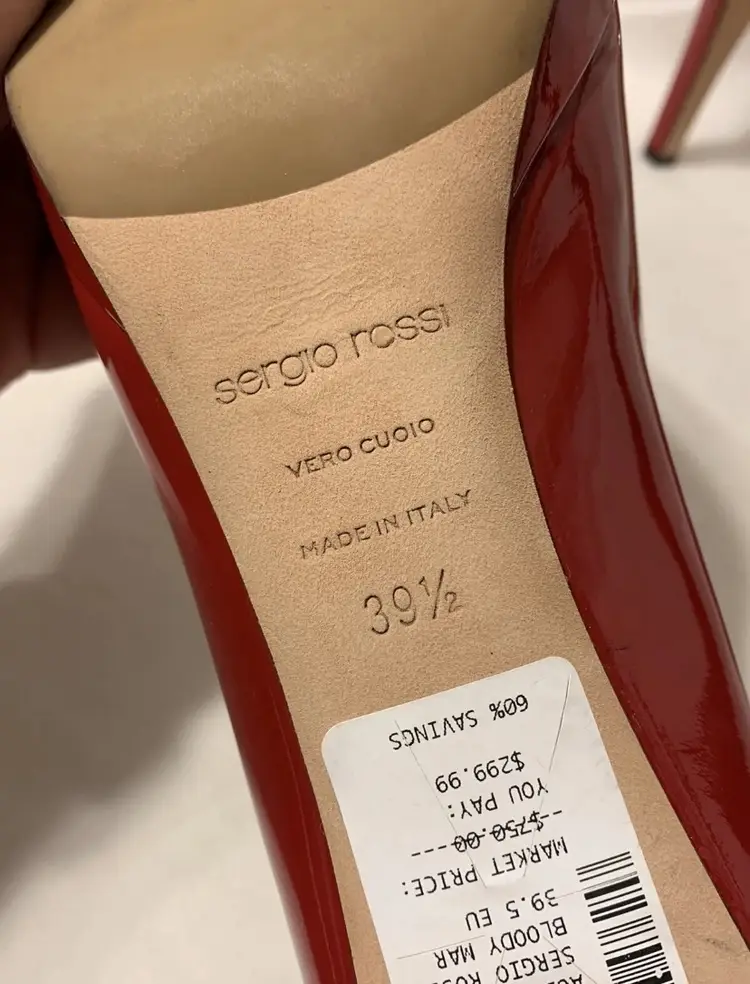 sergio rossi
VERO CUOIO
MADE IN ITALY
39½
SERGIO ROS
BLOODY MAR
39.5 EU
MARKET PRICE:
--$750.00---
YOU PAY:
$299.99
60% SAVINGS